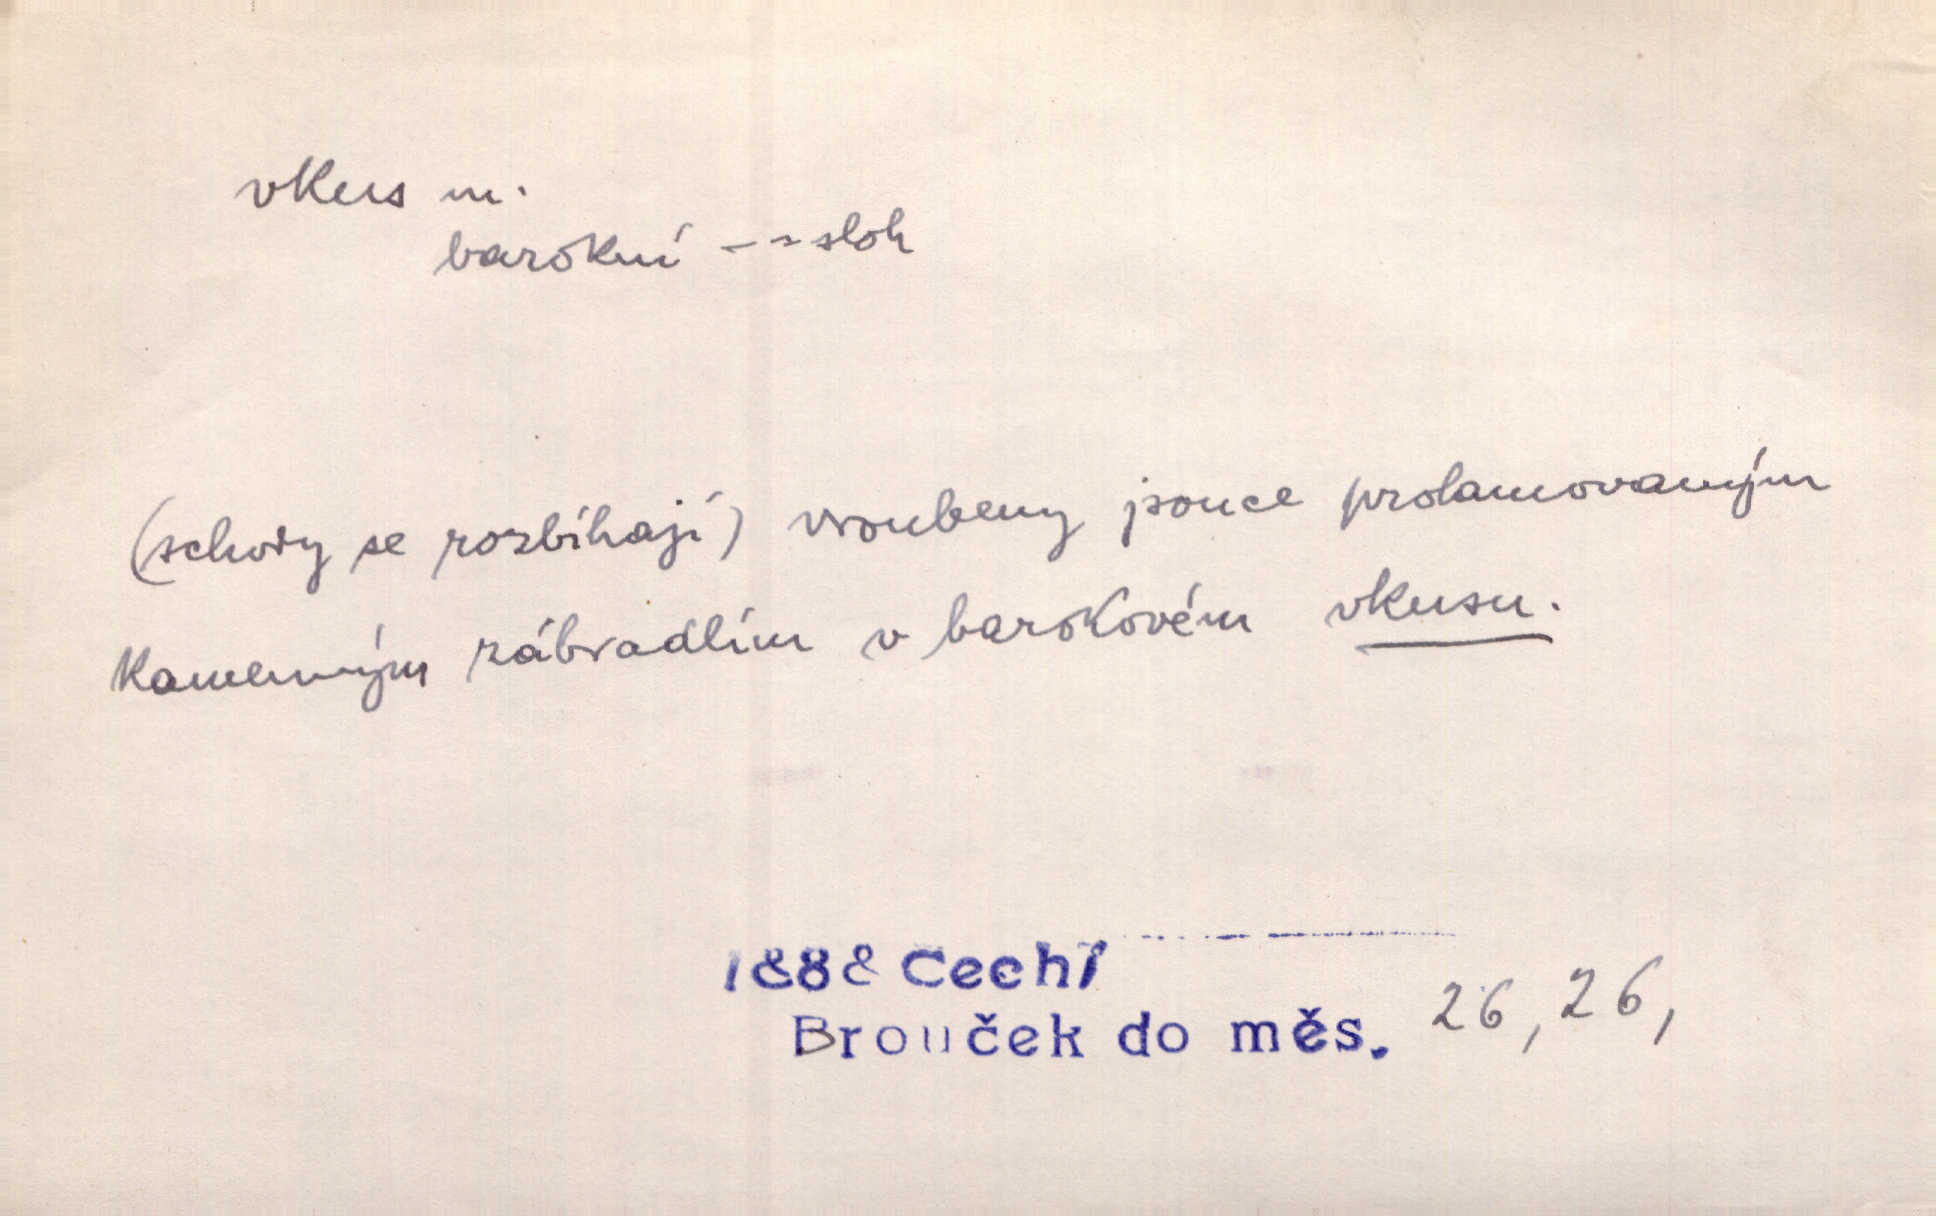 vkus m.
barokní -- sloh
(schody se rozbíhají) vroubeny jsouce prolamovaným
kamenným zábradlím v barokovém vkusu.
1888 Čech
Brouček do měs. 26, 26,